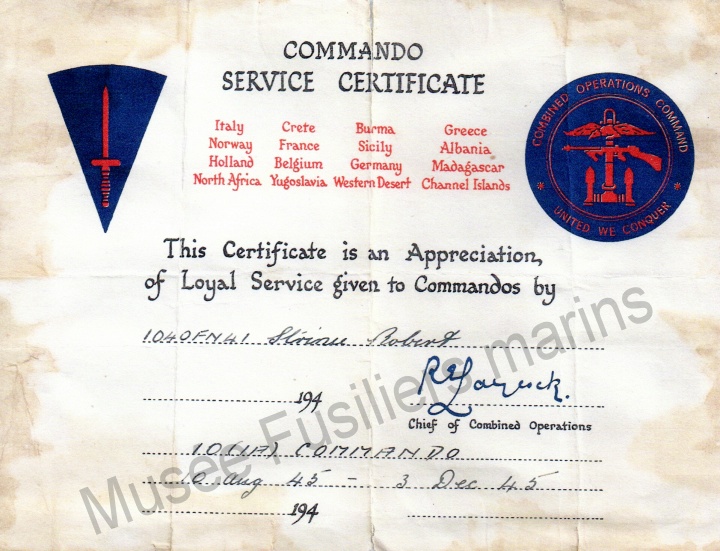 COMMANDO
SERVICE CERTIFICATE
Italy Crete Burma Greece
Norway France Sicily Albania
Holland Belgium Germany Madagascar
North Africa Yugoslavia Western Desert Channel Islands
COMBINED OPERATIONS COMMAND
UNITED WE CONQUER
This Certificate is an Appreciation,
of Loyal Service given to Commandos by
1040FN41 Robert
194
Chief of Combined Operations
10 (IA) COMMANDO
10 Aug 45 - 3 Dec 45
194
Musée Fusiliers marins